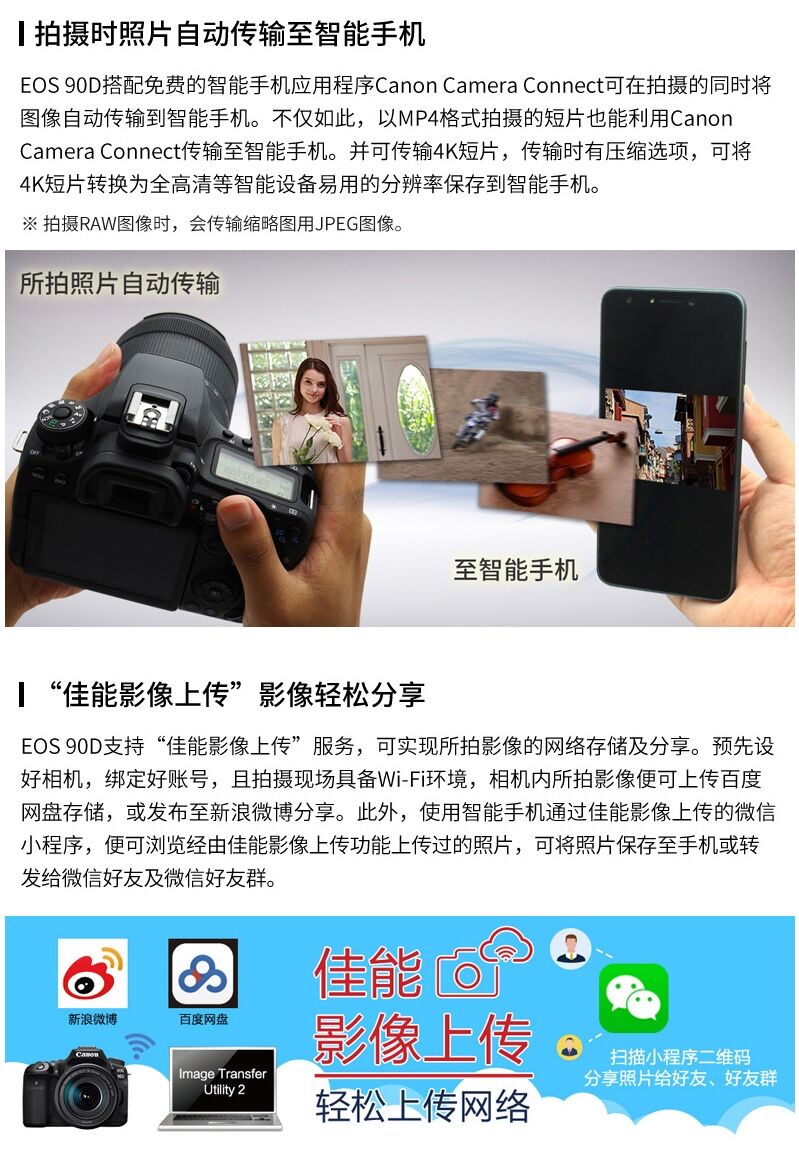 拍摄时照片自动传输至智能手机
EOS 90D搭配免费的智能手机应用程序Canon Camera Connect可在拍摄的同时将
图像自动传输到智能手机。不仅如此，以MP4格式拍摄的短片也能利用Canon
Camera Connect传输至智能手机。并可传输4K短片，传输时有压缩选项，可将
4K短片转换为全高清等智能设备易用的分辨率保存到智能手机。
※ 拍摄RAW图像时，会传输缩略图用JPEG图像。
所拍照片自动传输
OFF
ON
MENU
INFO
至智能手机
“佳能影像上传”影像轻松分享
EOS 90D支持“佳能影像上传”服务，可实现所拍影像的网络存储及分享。预先设
好相机，绑定好账号，且拍摄现场具备Wi-Fi环境，相机内所拍影像便可上传百度
网盘存储，或发布至新浪微博分享。此外，使用智能手机通过佳能影像上传的微信
小程序，便可浏览经由佳能影像上传功能上传过的照片，可将照片保存至手机或转
发给微信好友及微信好友群。
新浪微博
百度网盘
Canon
EOS
90D
Image Transfer
Utility 2
佳能
影像上传
轻松上传网络
扫描小程序二维码
分享照片给好友、好友群